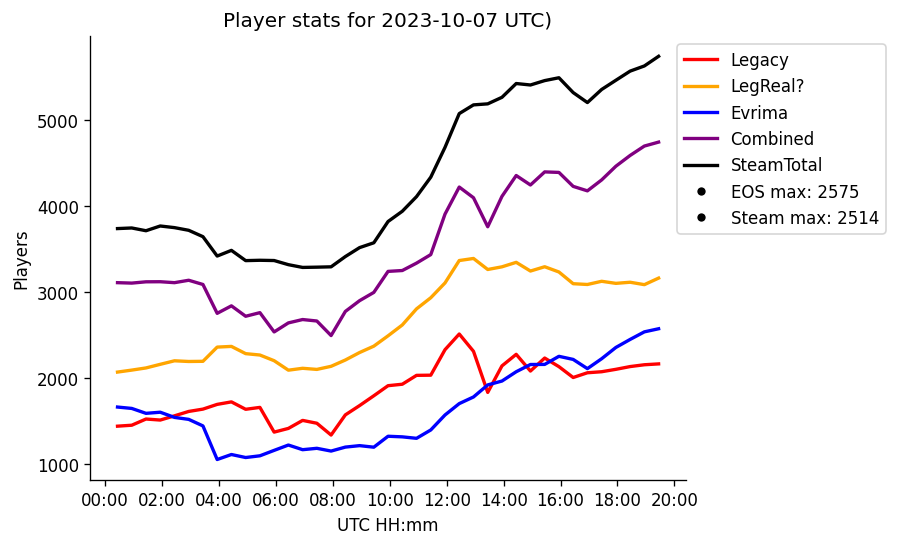 Player stats for 2023-10-07 UTC)
Legacy
LegReal?
Evrima
Combined
SteamTotal
EOS max: 2575
Steam max: 2514
Players
5000
4000
3000
2000
1000
00:00 02:00 04:00 06:00 08:00 10:00 12:00 14:00 16:00 18:00 20:00
UTC HH:mm